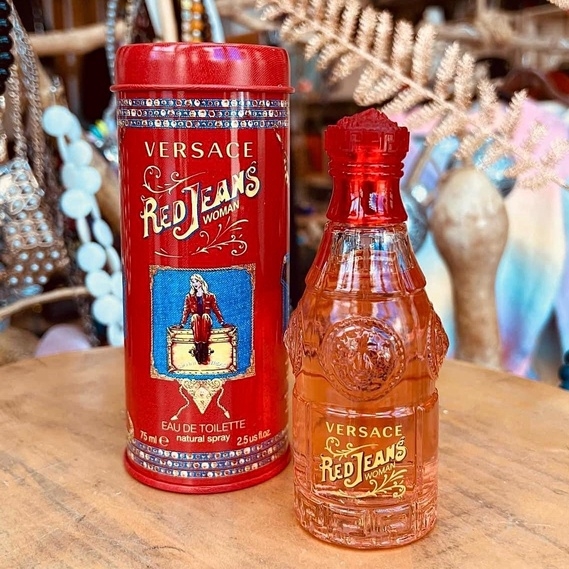 VERSACE
RED JEANS
WOMAN
EAU DE TOILETTE
75 ml e natural spray 2.5 us fl.oz.
VERSACE
RED JEANS
WOMAN